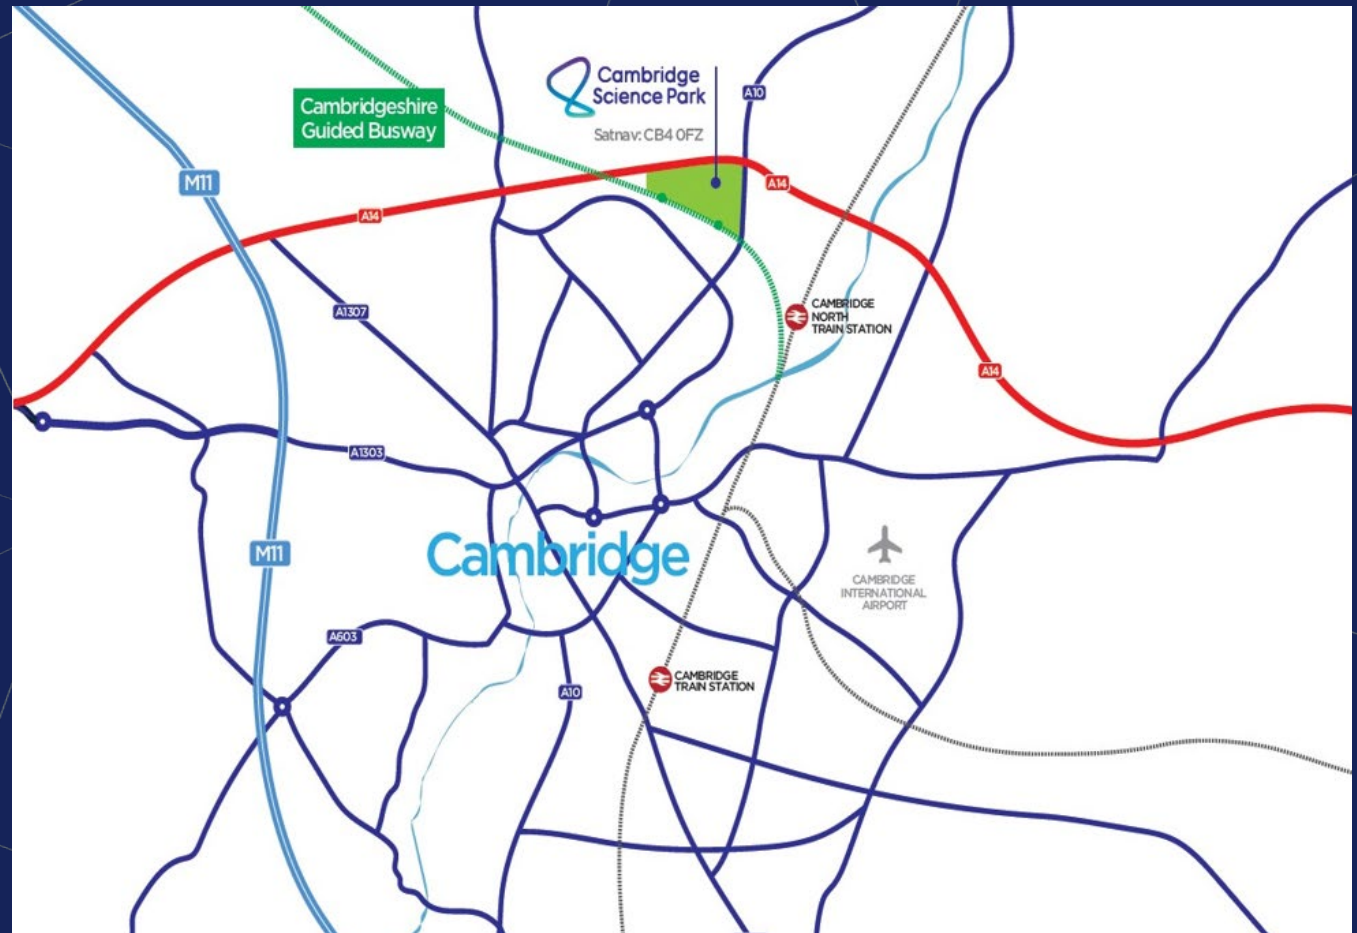 Cambridge
Science Park
Satnav: CB4 0FZ
Cambridgeshire
Guided Busway
A10
M11
A14
A14
A1307
CAMBRIDGE
NORTH
TRAIN STATION
A14
A1303
Cambridge
M11
CAMBRIDGE
INTERNATIONAL
AIRPORT
A603
CAMBRIDGE
TRAIN STATION
A10